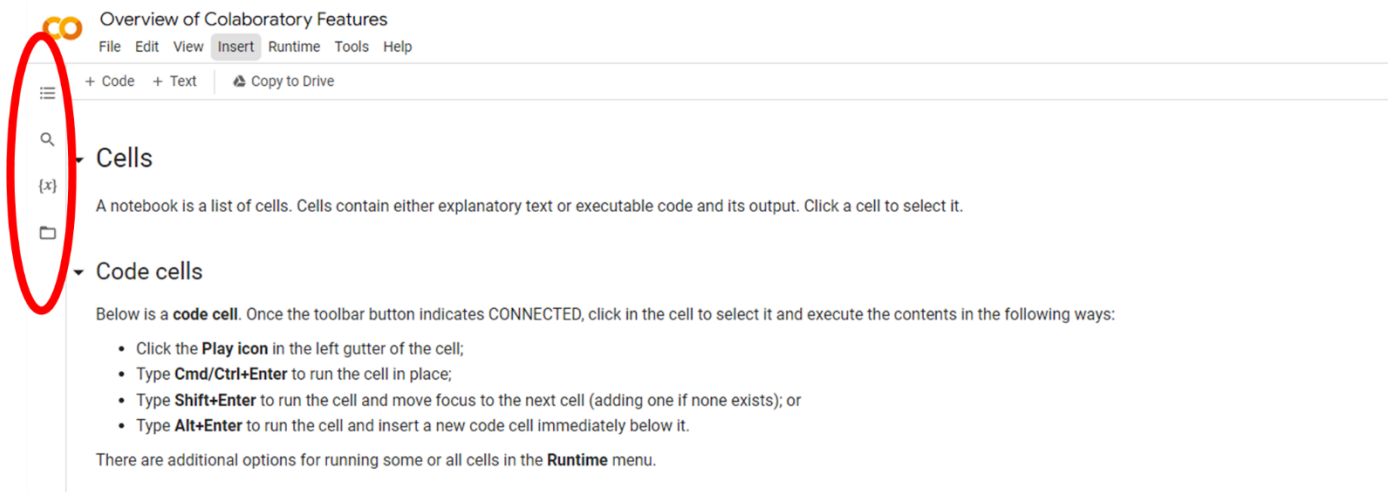 Overview of Colaboratory Features
File Edit View Insert Runtime Tools Help
+ Code + Text Copy to Drive
Cells
{x}
A notebook is a list of cells. Cells contain either explanatory text or executable code and its output. Click a cell to select it.
Code cells
Below is a code cell. Once the toolbar button indicates CONNECTED, click in the cell to select it and execute the contents in the following ways:
• Click the Play icon in the left gutter of the cell;
• Type Cmd/Ctrl+Enter to run the cell in place;
• Type Shift+Enter to run the cell and move focus to the next cell (adding one if none exists); or
• Type Alt+Enter to run the cell and insert a new code cell immediately below it.
There are additional options for running some or all cells in the Runtime menu.